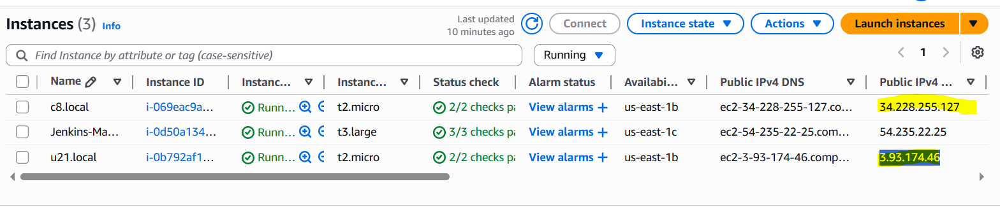 Instances (3) Info
Last updated
10 minutes ago
Connect
Instance state
Actions
Launch instances
Find Instance by attribute or tag (case-sensitive)
Running
1
Name Instance ID Instanc... Instanc... Status check Alarm status Availabi... Public IPv4 DNS Public IPv4 ...
c8.local i-069eac9a... Runn... t2.micro 2/2 checks pa View alarms + us-east-1b ec2-34-228-255-127.co... 34.228.255.127
Jenkins-Ma... i-0d50a134... Runn... t3.large 3/3 checks pa View alarms + us-east-1c ec2-54-235-22-25.com... 54.235.22.25
u21.local i-0b792af1... Runn... t2.micro 2/2 checks pa View alarms + us-east-1b ec2-3-93-174-46.comp... 3.93.174.46